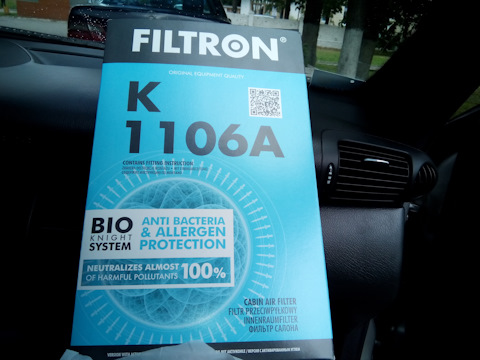 FILTRON®
ORIGINAL EQUIPMENT QUALITY
K
1106A
CONTAINS FITTING INSTRUCTION
BIO
KNIGHT
SYSTEM
ANTI BACTERIA
& ALLERGEN
PROTECTION
NEUTRALIZES ALMOST
OF HARMFUL POLLUTANTS 100%
CABIN AIR FILTER
FILTR PRZECIWPYŁKOWY
INNENRAUMFILTER
ФИЛЬТР САЛОНА